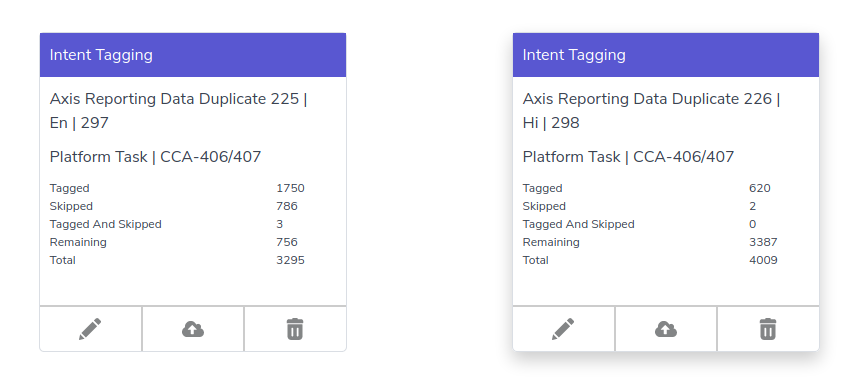 Intent Tagging
Axis Reporting Data Duplicate 225 |
En | 297
Platform Task | CCA-406/407
Tagged 1750
Skipped 786
Tagged And Skipped 3
Remaining 756
Total 3295
Intent Tagging
Axis Reporting Data Duplicate 226 |
Hi | 298
Platform Task | CCA-406/407
Tagged 620
Skipped 2
Tagged And Skipped 0
Remaining 3387
Total 4009